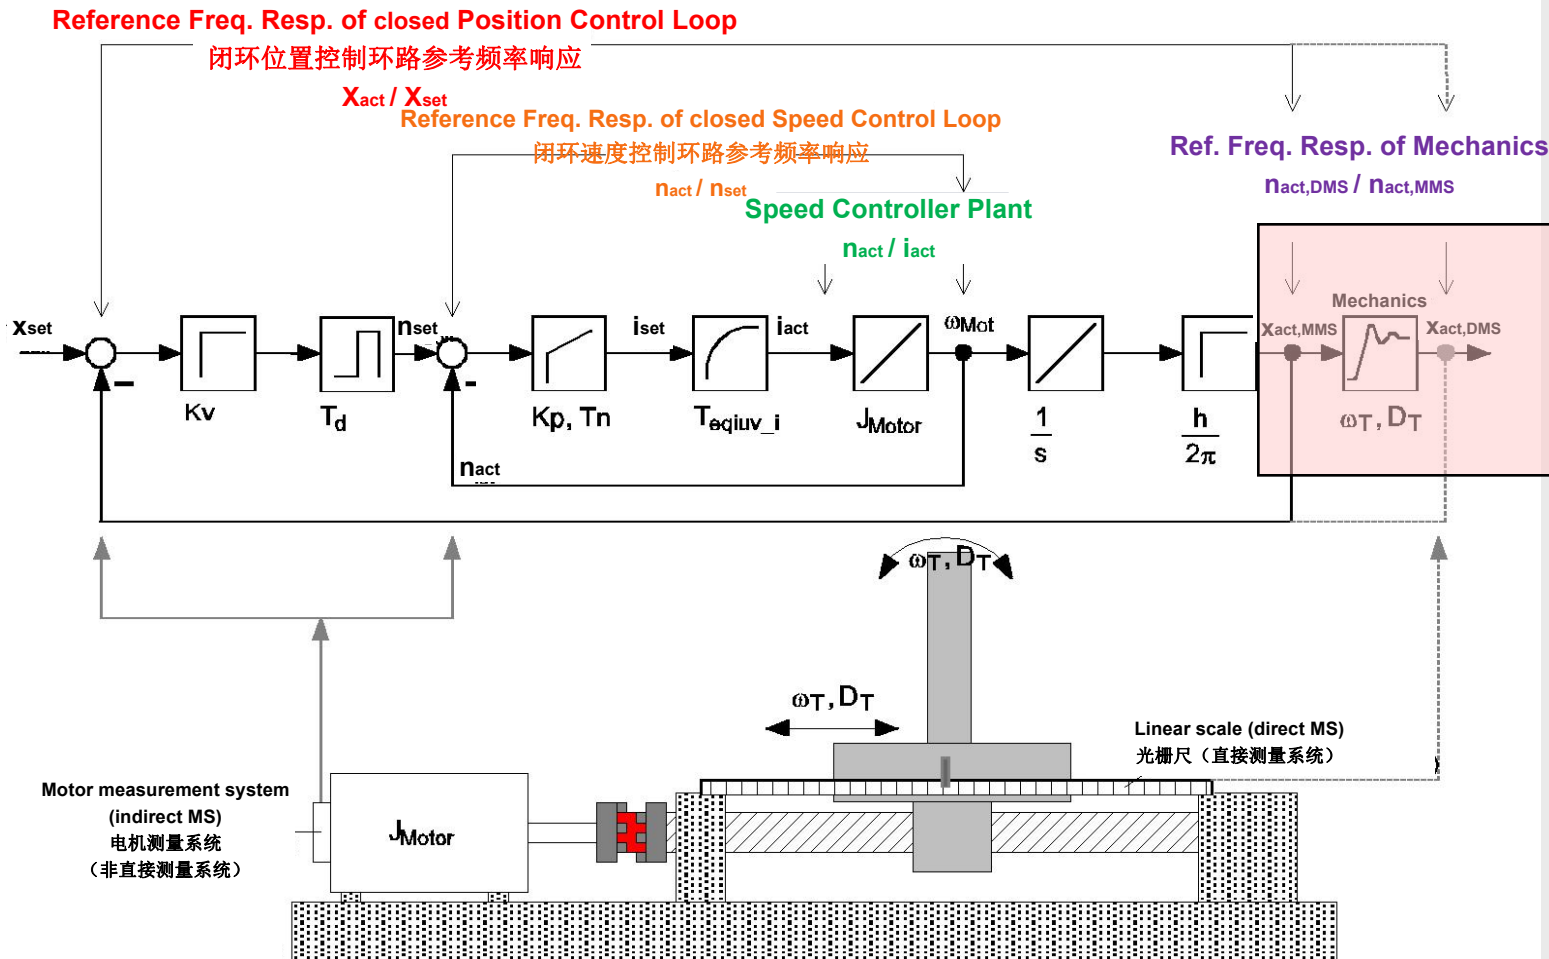 Reference Freq. Resp. of closed Position Control Loop
闭环位置控制环路参考频率响应
Xact / Xset
Reference Freq. Resp. of closed Speed Control Loop
闭环速度控制环路参考频率响应
nact / nset
Ref. Freq. Resp. of Mechanics
nact,DMS / nact,MMS
Speed Controller Plant
nact / iact
Mechanics
xset
nset
iset
iact
ωMot
xact,MMS
xact,DMS
-
-
Kv
Td
Kp, Tn
Teqiuv_i
JMotor
1
s
h
2π
ωT, DT
nact
ωT, DT
ωT, DT
Linear scale (direct MS)
光栅尺（直接测量系统）
Motor measurement system
(indirect MS)
电机测量系统
（非直接测量系统）
JMotor